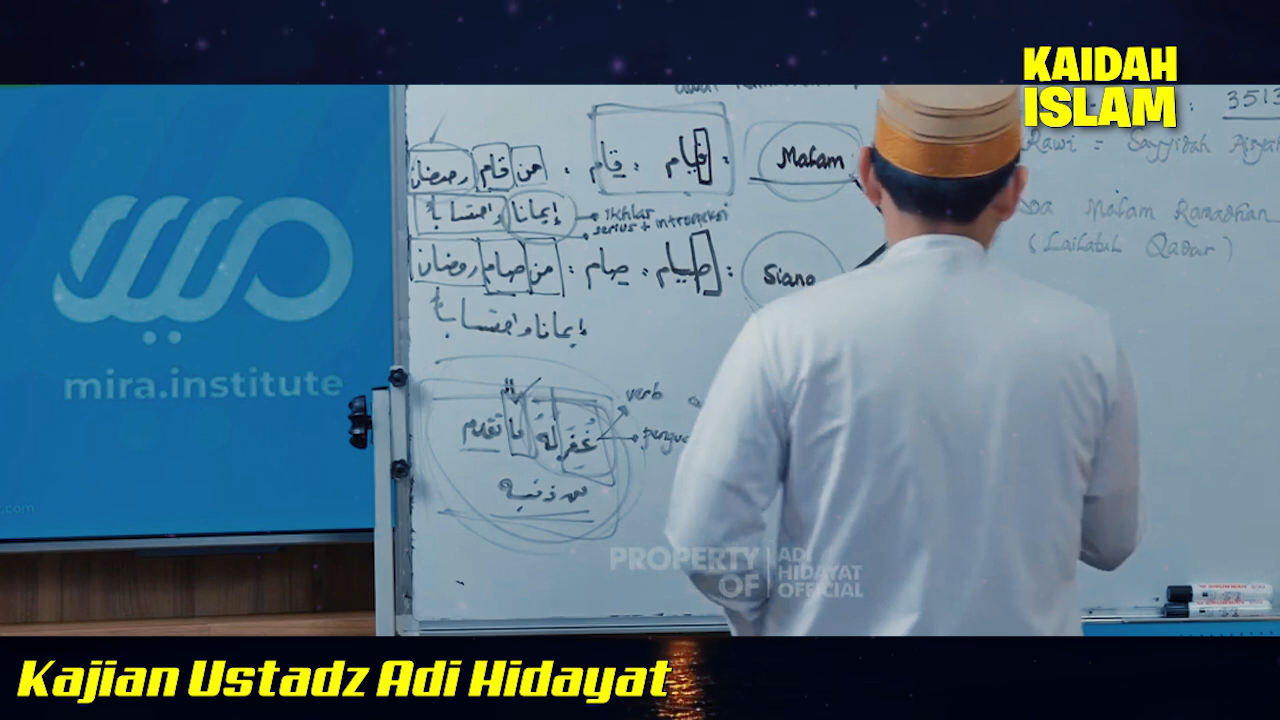 KAIDAH
ISLAM
3513
من قام رمضان : قام : قيام : Malam
Rawi = Sayyidah
إيمانا واحتسابا
Ikhlas
serius + introspeksi
Malam Ramadhan
(Lailatul Qadar)
من صام رمضان : صام : صيام : Siang
إيمانا واحتسابا
mira.institute
verb
غُفِرَ لَهُ ما تقدم
من ذنبه
PROPERTY OF
ADI HIDAYAT OFFICIAL
Kajian Ustadz Adi Hidayat